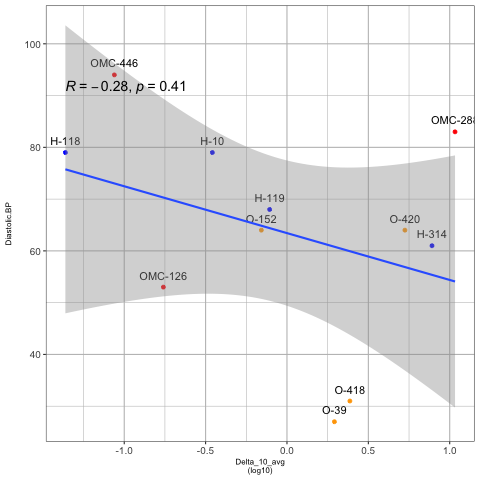 100
80
60
40
Diastolic.BP
OMC-446
R = −0.28, p = 0.41
OMC-288
H-118
H-10
H-119
O-152
O-420
H-314
OMC-126
O-418
O-39
-1.0
-0.5
0.0
0.5
1.0
Delta_10_avg
(log10)